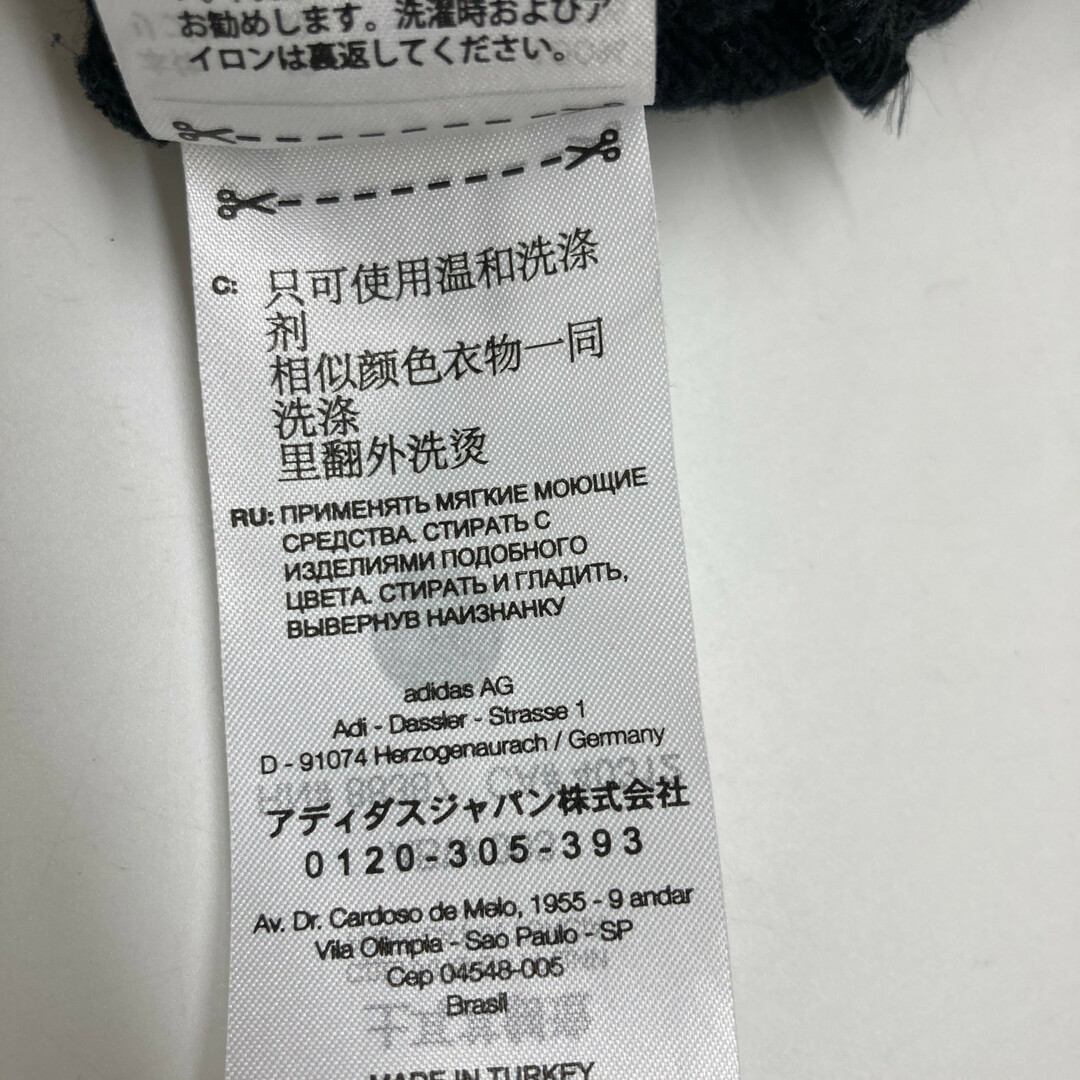 お勧めします。洗濯時およびア
イロンは裏返してください。
C: 只可使用温和洗涤
剂
相似颜色衣物一同
洗涤
里翻外洗烫
RU: ПРИМЕНЯТЬ МЯГКИЕ МОЮЩИЕ
СРЕДСТВА. СТИРАТЬ С
ИЗДЕЛИЯМИ ПОДОБНОГО
ЦВЕТА. СТИРАТЬ И ГЛАДИТЬ,
ВЫВЕРНУВ НАИЗНАНКУ
adidas AG
Adi - Dassler - Strasse 1
D - 91074 Herzogenaurach / Germany
アディダスジャパン株式会社
0120-305-393
Av. Dr. Cardoso de Melo, 1955 - 9 andar
Vila Olimpia - Sao Paulo - SP
Cep 04548-005
Brasil
MADE IN TURKEY